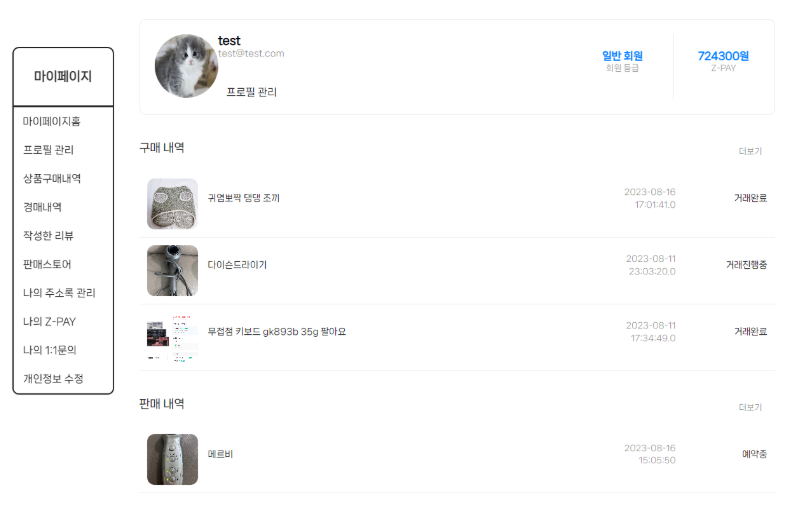 마이페이지
마이페이지홈
프로필 관리
상품구매내역
경매내역
작성한 리뷰
판매스토어
나의 주소록 관리
나의 Z-PAY
나의 1:1문의
개인정보 수정
test
test@test.com
프로필 관리
일반 회원
회원 등급
724300원
Z-PAY
구매 내역
더보기
귀염뽀짝 댕댕 조끼
2023-08-16
17:01:41.0
거래완료
다이슨드라이기
2023-08-11
23:03:20.0
거래진행중
무접점 키보드 gk893b 35g 팔아요
2023-08-11
17:34:49.0
거래완료
판매 내역
더보기
메르비
2023-08-16
15:05:50
예약중